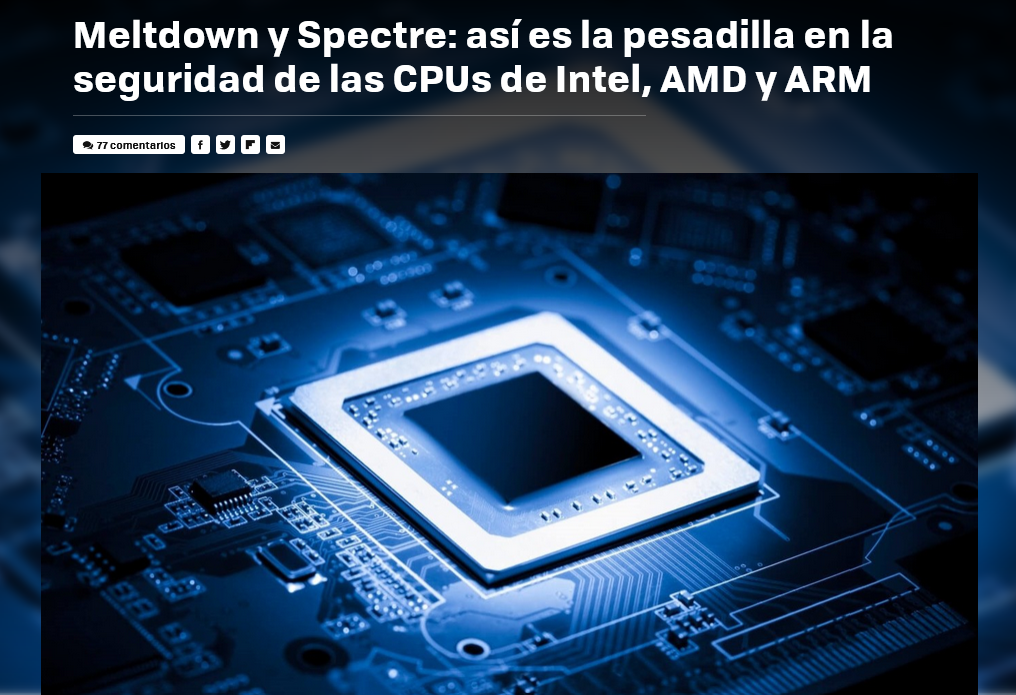 Meltdown y Spectre: así es la pesadilla en la
seguridad de las CPUs de Intel, AMD y ARM
77 comentarios